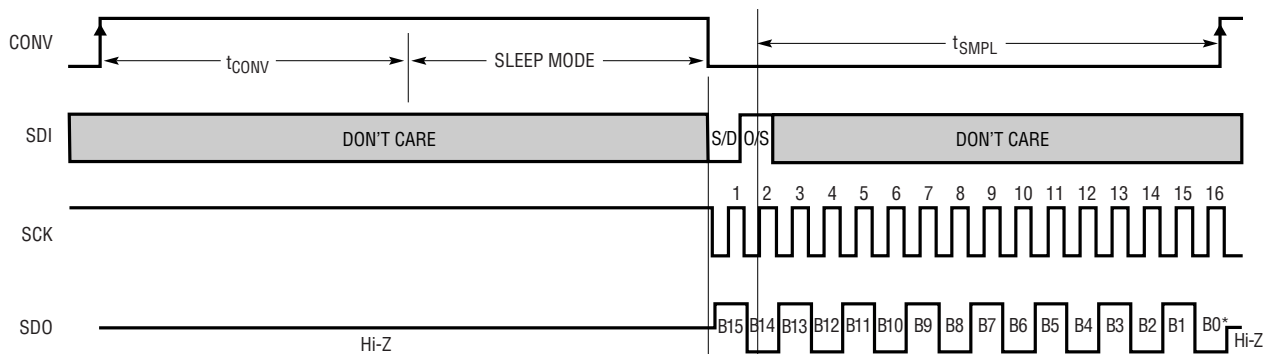 CONV
tCONV
SLEEP MODE
tSMPL
SDI
DON'T CARE
S/D
O/S
DON'T CARE
SCK
1 2 3 4 5 6 7 8 9 10 11 12 13 14 15 16
SDO
Hi-Z
B15 B14 B13 B12 B11 B10 B9 B8 B7 B6 B5 B4 B3 B2 B1 B0*
Hi-Z